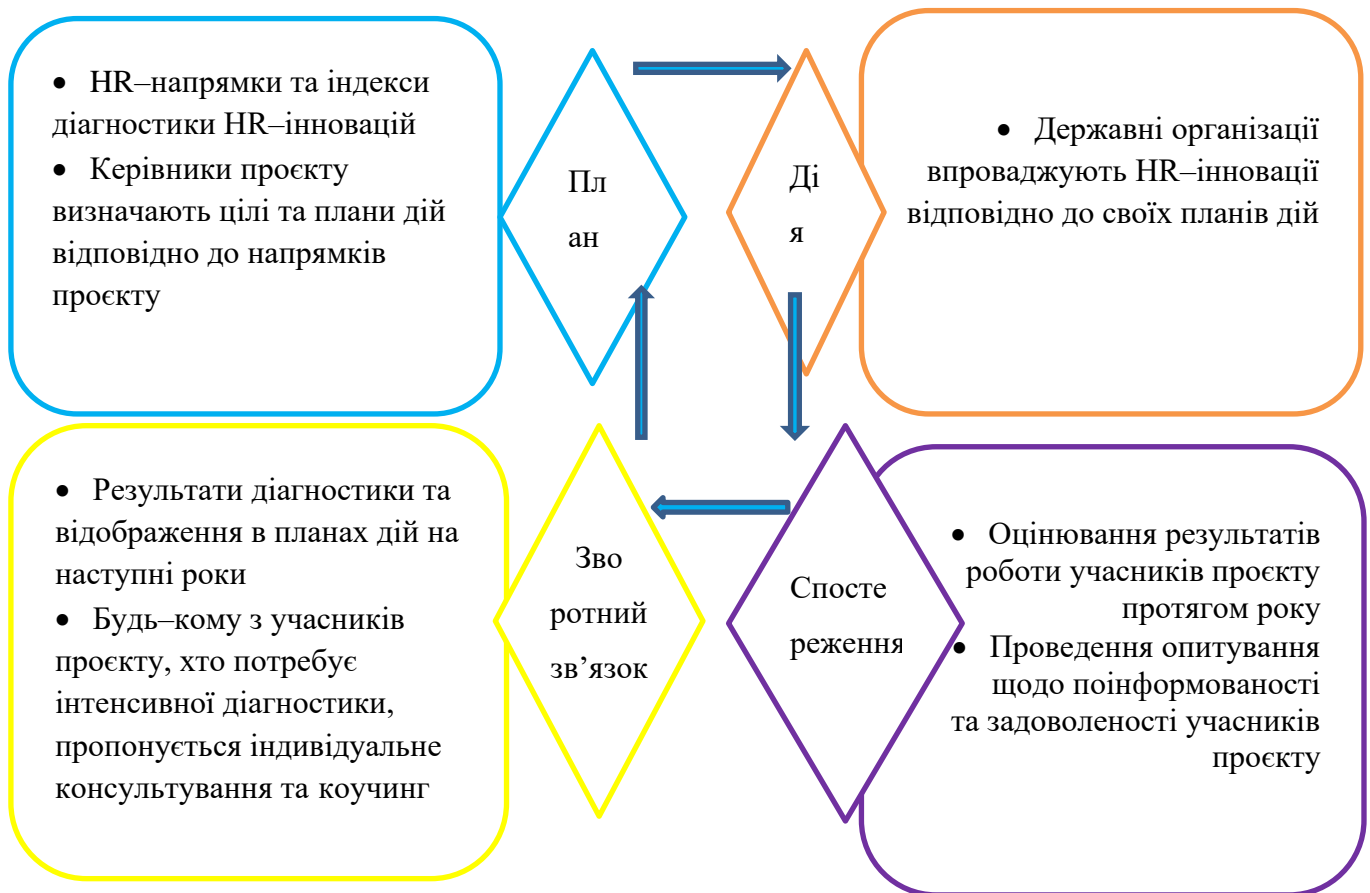 • HR–напрямки та індекси
діагностики HR–інновацій
• Керівники проєкту
визначають цілі та плани дій
відповідно до напрямків
проєкту
Пл
ан
Ді
я
• Державні організації
впроваджують HR–інновації
відповідно до своїх планів дій
• Результати діагностики та
відображення в планах дій на
наступні роки
• Будь–кому з учасників
проєкту, хто потребує
інтенсивної діагностики,
пропонується індивідуальне
консультування та коучинг
Зво
ротний
зв’язок
Спосте
реження
• Оцінювання результатів
роботи учасників проєкту
протягом року
• Проведення опитування
щодо поінформованості
та задоволеності учасників
проєкту